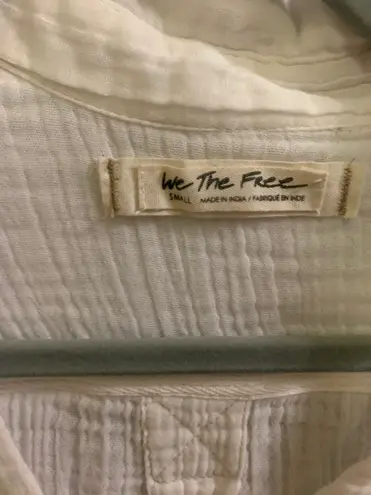 We The Free
SMALL MADE IN INDIA / FABRIQUÉ EN INDE